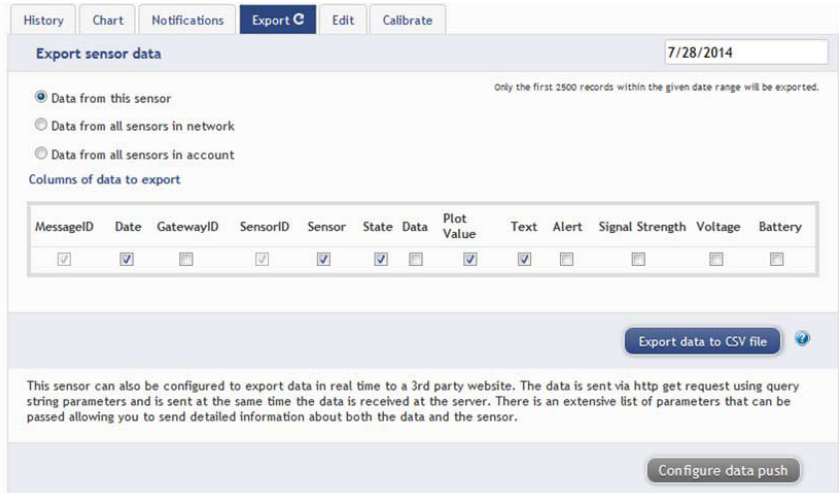 History Chart Notifications Export Edit Calibrate
Export sensor data 7/28/2014
Only the first 2500 records within the given date range will be exported.
Data from this sensor
Data from all sensors in network
Data from all sensors in account
Columns of data to export
MessageID Date GatewayID SensorID Sensor State Data Plot Value Text Alert Signal Strength Voltage Battery
Export data to CSV file ?
This sensor can also be configured to export data in real time to a 3rd party website. The data is sent via http get request using query
string parameters and is sent at the same time the data is received at the server. There is an extensive list of parameters that can be
passed allowing you to send detailed information about both the data and the sensor.
Configure data push